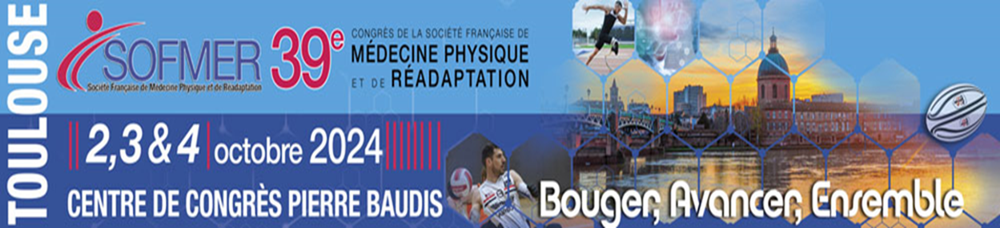 TOULOUSE
SOFMER
Société Française de Médecine Physique et de Réadaptation
39e
CONGRÈS DE LA SOCIÉTÉ FRANÇAISE DE
MÉDECINE PHYSIQUE
ET DE RÉADAPTATION
2,3 & 4 octobre 2024
CENTRE DE CONGRÈS PIERRE BAUDIS
Bouger, Avancer, Ensemble